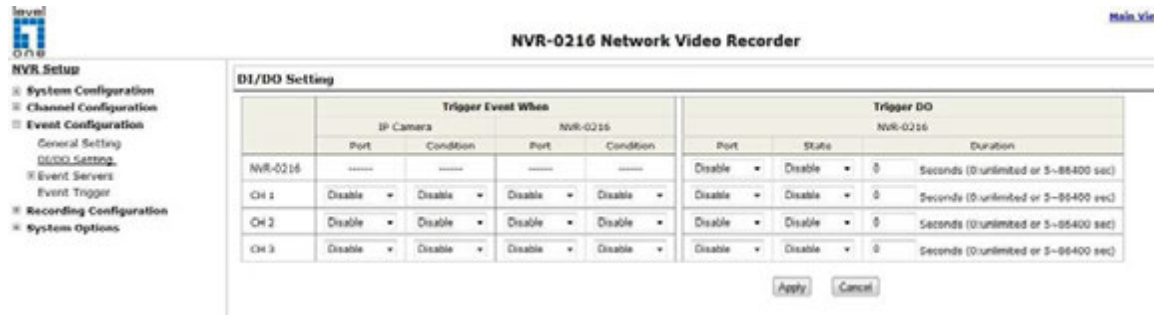 level
one
Main Vie
NVR-0216 Network Video Recorder
NVR Setup
System Configuration
Channel Configuration
Event Configuration
General Setting
DI/DO Setting
Event Servers
Event Trigger
Recording Configuration
System Options
DI/DO Setting
Trigger Event When Trigger DO
IP Camera NVR-0216 NVR-0216
Port Condition Port Condition Port State Duration
NVR-0216 ------ ------ ------ ------ Disable Disable 0 Seconds (0:unlimited or 5~86400 sec)
CH 1 Disable Disable Disable Disable Disable Disable 0 Seconds (0:unlimited or 5~86400 sec)
CH 2 Disable Disable Disable Disable Disable Disable 0 Seconds (0:unlimited or 5~86400 sec)
CH 3 Disable Disable Disable Disable Disable Disable 0 Seconds (0:unlimited or 5~86400 sec)
Apply Cancel